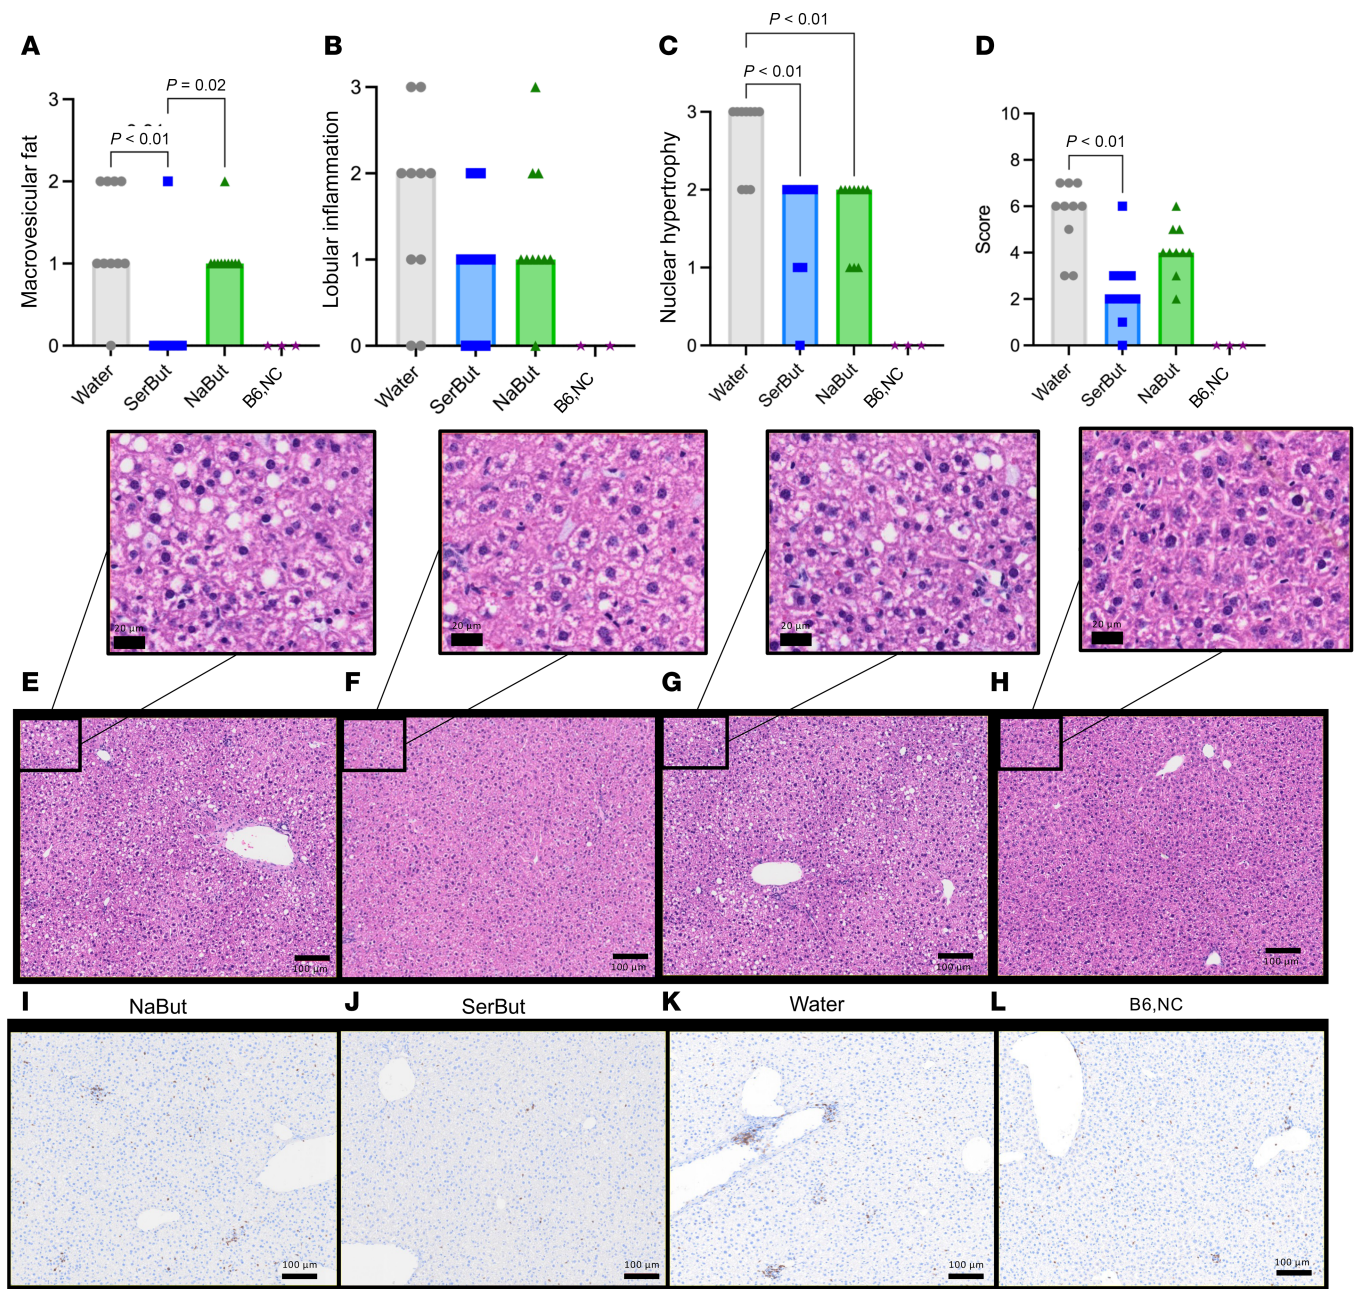 A
B
C
D
P < 0.01
P < 0.01
P = 0.02
P < 0.01
P < 0.01
Macrovesicular fat
3
2
1
0
Water
SerBut
NaBut
B6,NC
Lobular inflammation
3
2
1
0
Water
SerBut
NaBut
B6,NC
Nuclear hypertrophy
3
2
1
0
Water
SerBut
NaBut
B6,NC
Score
10
8
6
4
2
0
Water
SerBut
NaBut
B6,NC
20 µm
20 µm
20 µm
20 µm
E
F
G
H
100 µm
100 µm
100 µm
100 µm
I
NaBut
J
SerBut
K
Water
L
B6,NC
100 µm
100 µm
100 µm
100 µm